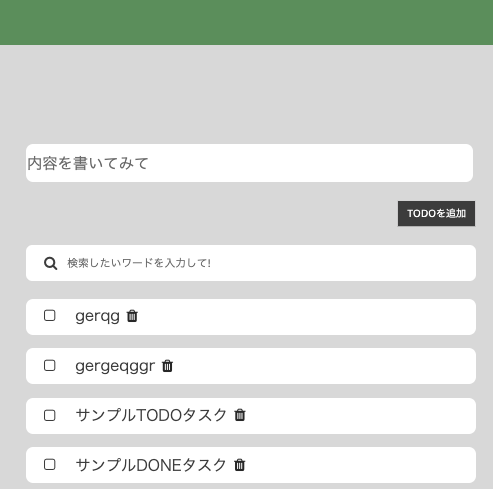 内容を書いてみて
TODOを追加
検索したいワードを入力して!
gerqg
gergeqggr
サンプルTODOタスク
サンプルDONEタスク